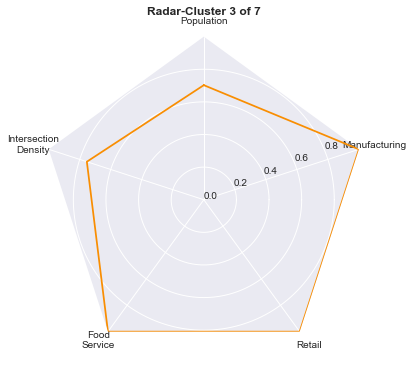 Radar-Cluster 3 of 7
Population
Intersection
Density
Manufacturing
0.8
0.6
0.4
0.2
0.0
Food
Service
Retail